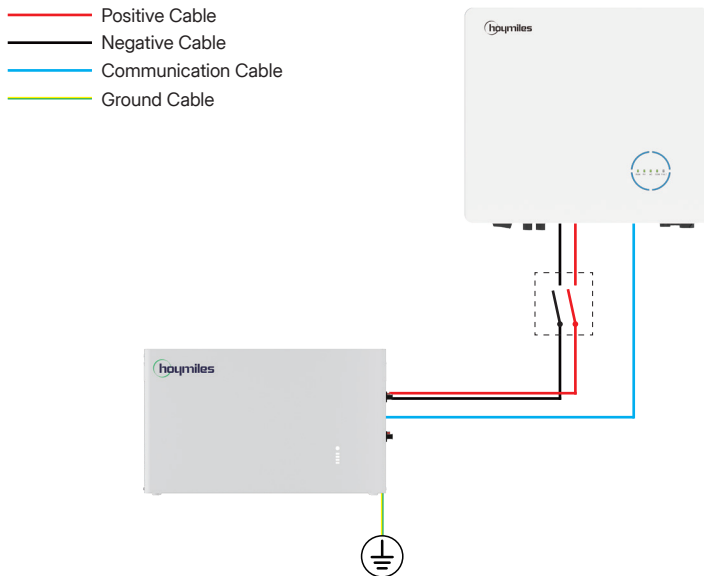 Positive Cable
Negative Cable
Communication Cable
Ground Cable
hoymiles
hoymiles